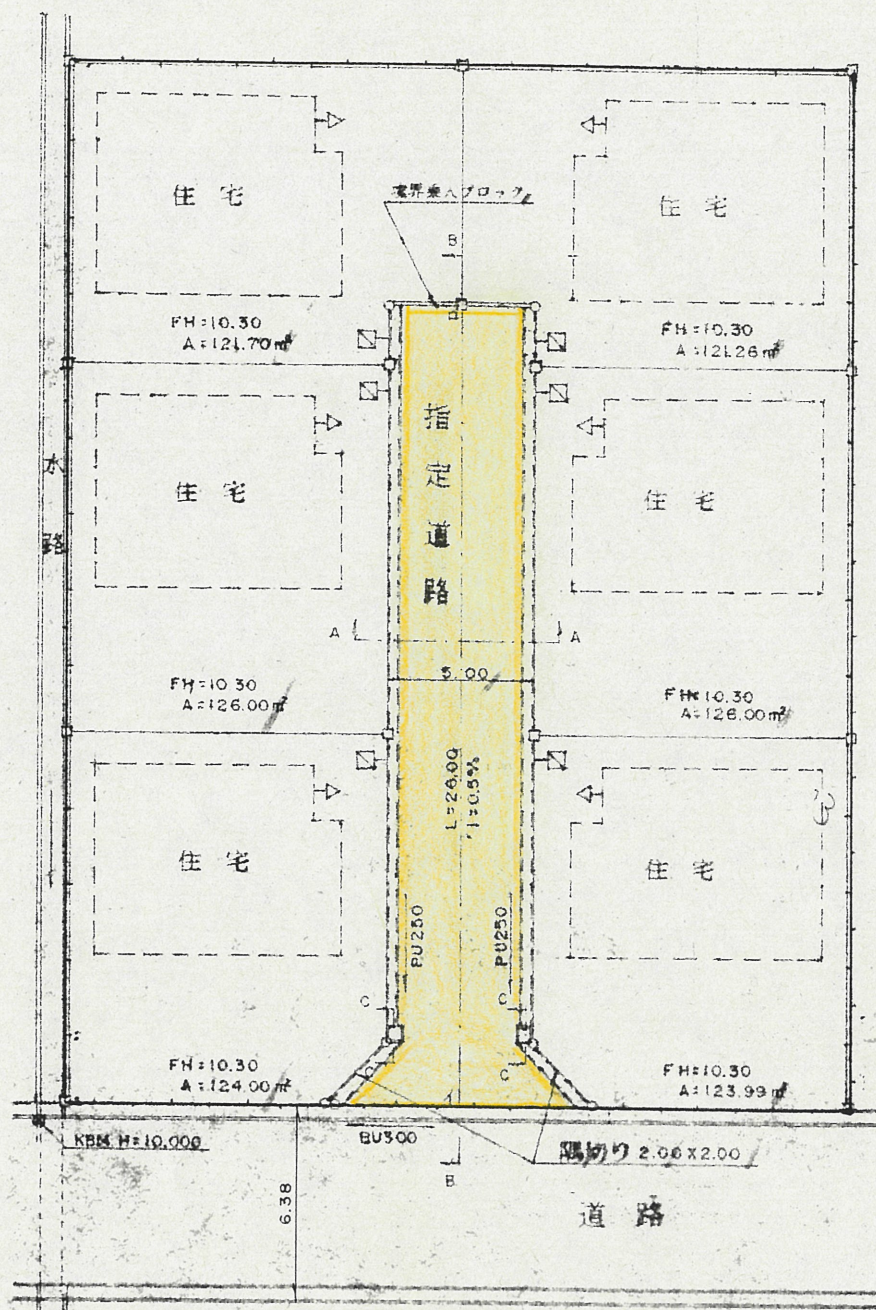 住宅
住宅
境界乗入ブロック
B
FH=10.30
A=121.70㎡
FH=10.30
A=121.26㎡
指定道路
水路
住宅
住宅
A
A
5.00
FH=10.30
A=126.00㎡
FH=10.30
A=126.00㎡
L=26.00
i=0.5%
住宅
住宅
PU250
PU250
C
C
C
C
FH=10.30
A=124.00㎡
FH=10.30
A=123.99㎡
KBM H=10.000
BU300
隅切り 2.00×2.00
B
6.38
道路